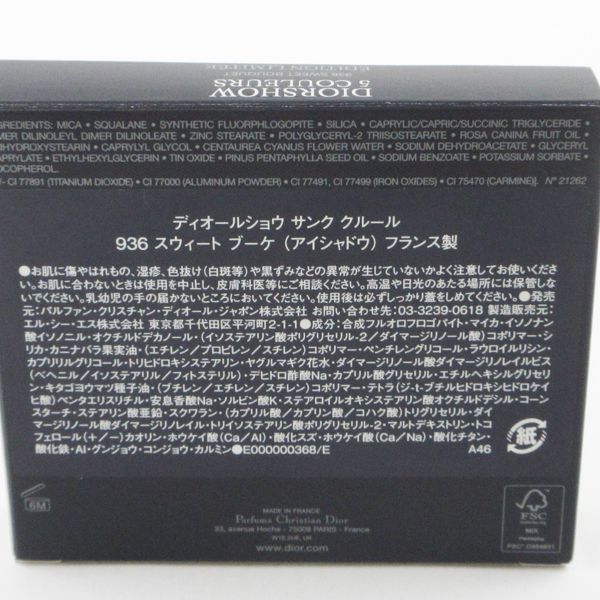 DIORSHOW
5 COULEURS
936 SWEET BOUQUET
EDITION LIMITÉE
INGREDIENTS: MICA • SQUALANE • SYNTHETIC FLUORPHLOGOPITE • SILICA • CAPRYLIC/CAPRIC/SUCCINIC TRIGLYCERIDE •
DIMER DILINOLEYL DIMER DILINOLEATE • ZINC STEARATE • POLYGLYCERYL-2 TRIISOSTEARATE • ROSA CANINA FRUIT OIL •
TRIHYDROXYSTEARIN • CAPRYLYL GLYCOL • CENTAUREA CYANUS FLOWER WATER • SODIUM DEHYDROACETATE • GLYCERYL
CAPRYLATE • ETHYLHEXYLGLYCERIN • TIN OXIDE • PINUS PENTAPHYLLA SEED OIL • SODIUM BENZOATE • POTASSIUM SORBATE
TOCOPHEROL.
CI 77891 (TITANIUM DIOXIDE) • CI 77000 (ALUMINUM POWDER) • CI 77491, CI 77499 (IRON OXIDES) • CI 75470 (CARMINE)]. N° 21262
ディオールショウ サンク クルール
936 スウィート ブーケ (アイシャドウ) フランス製
●お肌に傷やはれもの、湿疹、色抜け(白斑等)や黒ずみなどの異常が生じていないかよく注意してお使いくださ
い。お肌に合わないときは使用を中止し、皮膚科医等にご相談ください。高温や日光のあたる場所には保管しな
いでください。乳幼児の手の届かないところにおいてください。使用後は必ずしっかり蓋をしめてください。●発売
元:パルファン・クリスチャン・ディオール・ジャポン株式会社 お問い合わせ先:03-3239-0618 製造販売元:
エル・シー・エス株式会社 東京都千代田区平河町2-1-1●成分:合成フルオロフロゴパイト・マイカ・イソノナン
酸イソノニル・オクチルドデカノール・(イソステアリン酸ポリグリセリル-2/ダイマージリノール酸)コポリマー・シ
リカ・カニナバラ果実油・(エチレン/プロピレン/スチレン)コポリマー・ペンチレングリコール・ラウロイルリシン・
カプリリルグリコール・トリヒドロキシステアリン・ヤグルマギク花水・ダイマージリノール酸ダイマージリノレイルビス
(ベヘニル/イソステアリル/フィトステリル)・デヒドロ酢酸Na・カプリル酸グリセリル・エチルヘキシルグリセリ
ン・キタゴヨウマツ種子油・(ブチレン/エチレン/スチレン)コポリマー・テトラ(ジ-t-ブチルヒドロキシヒドロケイ
ヒ酸)ペンタエリスリチル・安息香酸Na・ソルビン酸K・ステアロイルオキシステアリン酸オクチルドデシル・コーン
スターチ・ステアリン酸亜鉛・スクワラン・(カプリル酸/カプリン酸/コハク酸)トリグリセリル・ダイ
マージリノール酸ダイマージリノレイル・トリイソステアリン酸ポリグリセリル-2・マルトデキストリン・トコ
フェロール(+/-)カオリン・ホウケイ酸(Ca/Al)・酸化スズ・ホウケイ酸(Ca/Na)・酸化チタン・
酸化鉄・Al・グンジョウ・コンジョウ・カルミン●E000000368/E A46
紙
6M
MADE IN FRANCE
Parfums Christian Dior
33, avenue Hoche - 75008 PARIS - France
W1S 2UE, UK
www.dior.com
FSC
www.fsc.org
MIX
Packaging